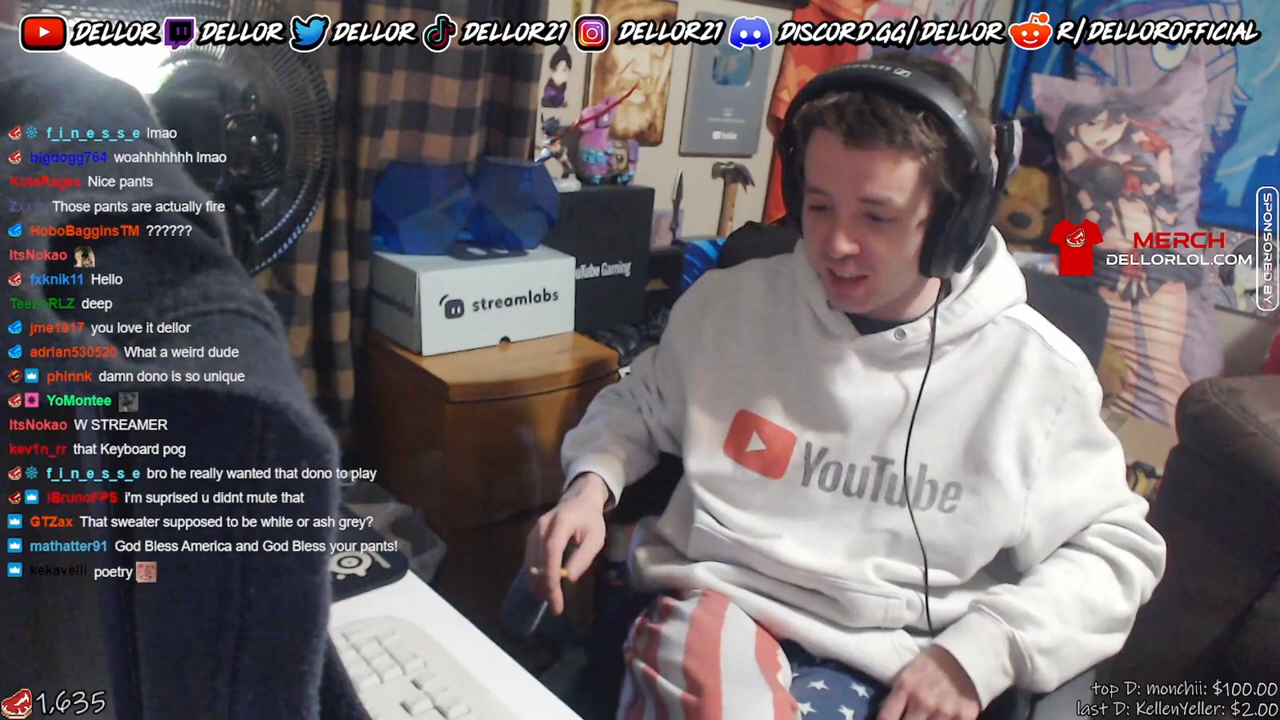 DELLOR DELLOR DELLOR DELLOR21 DELLOR21 DISCORD.GG/DELLOR R/DELLOROFFICIAL
f_i_n_e_s_s_e lmao
bigdogg764 woahhhhhhh lmao
KotaRages Nice pants
Those pants are actually fire
HoboBagginsTM ??????
ItsNokao
fxknik11 Hello
TeekoRLZ deep
jme1917 you love it dellor
adrian530520 What a weird dude
phinnk damn dono is so unique
YoMontee
ItsNokao W STREAMER
kev1n_rr that Keyboard pog
f_i_n_e_s_s_e bro he really wanted that dono to play
IBrunoFPS I'm suprised u didnt mute that
GTZax That sweater supposed to be white or ash grey?
mathatter91 God Bless America and God Bless your pants!
kekavelli poetry
1,635
streamlabs
YouTube Gaming
SENNHEISER
YouTube
MERCH
DELLORLOL.COM
SPONSORED BY
top D: monchii: $100.00
last D: KellenYeller: $2.00